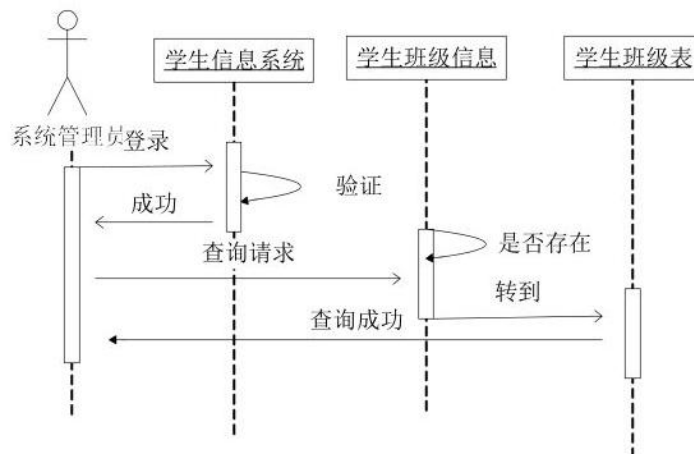 学生信息系统
学生班级信息
学生班级表
系统管理员
登录
验证
成功
查询请求
是否存在
转到
查询成功